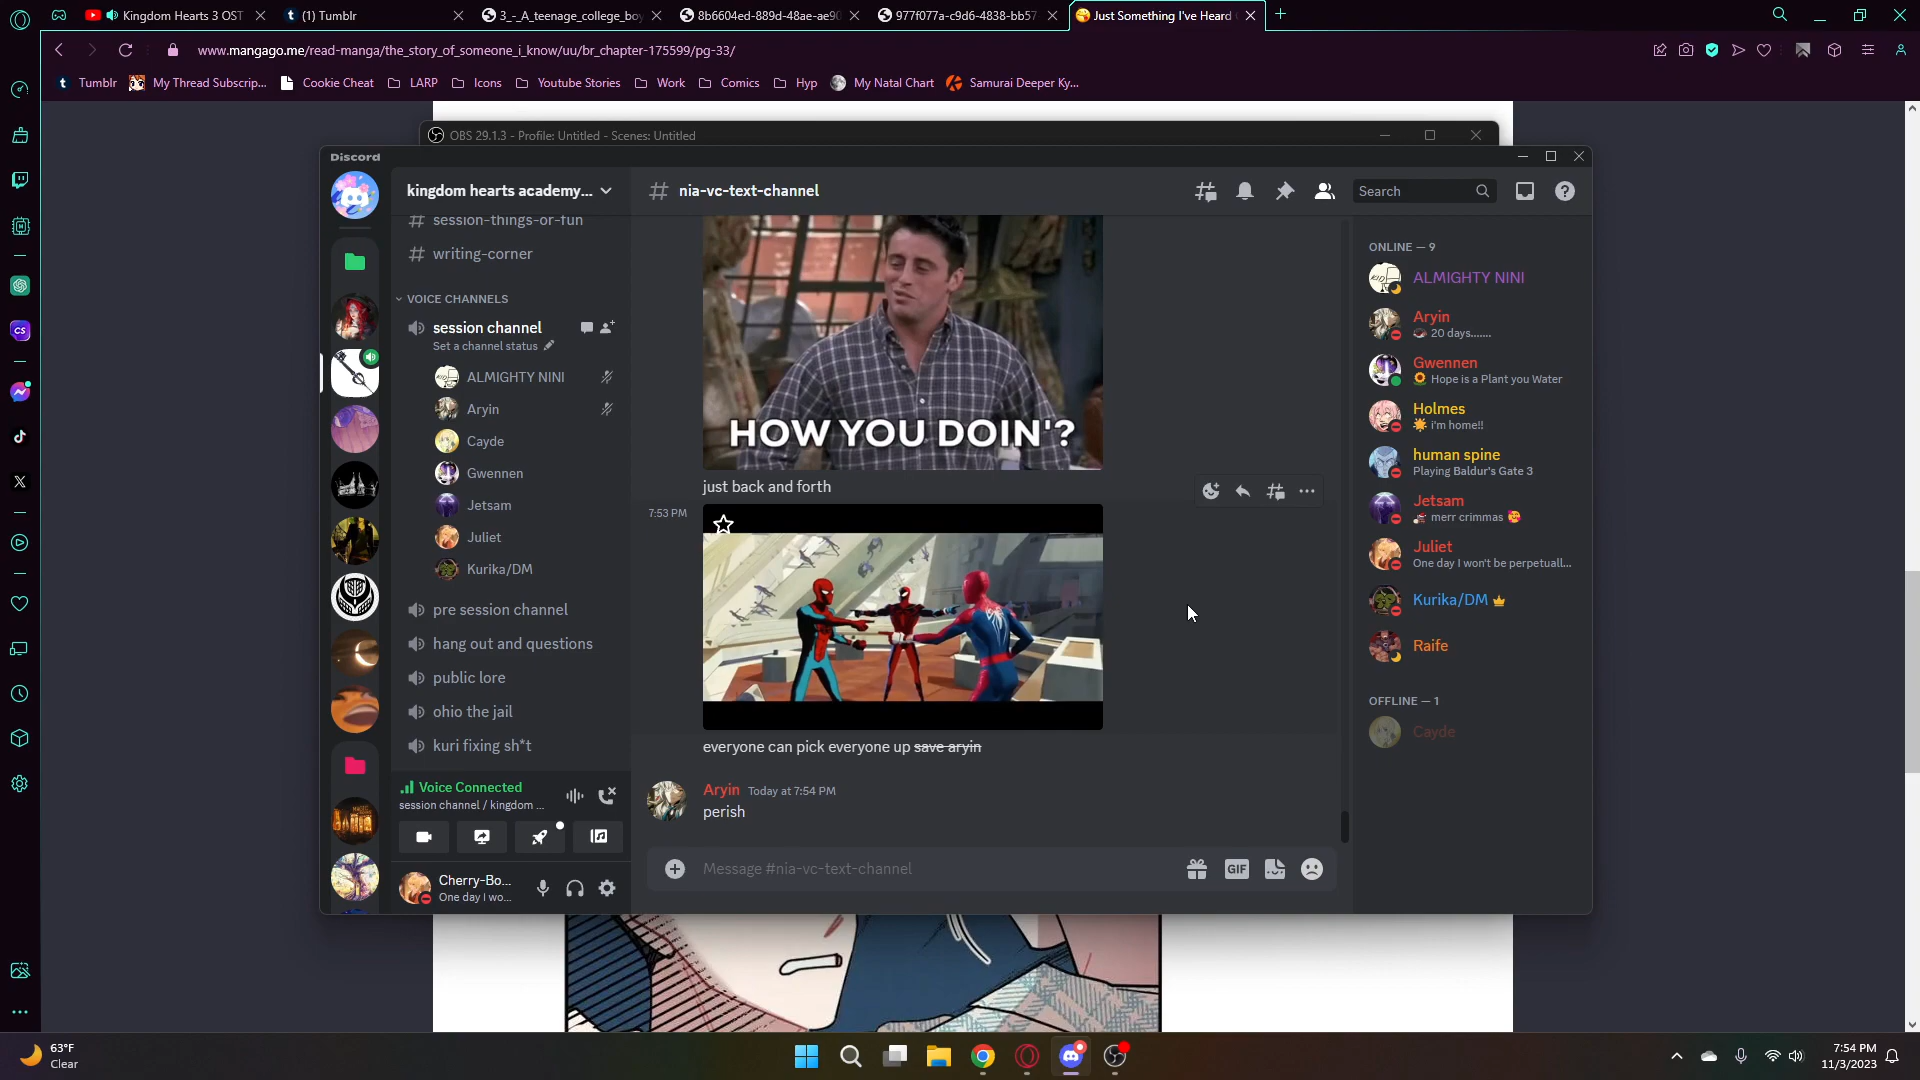 Kingdom Hearts 3 OST
(1) Tumblr
3_-_A_teenage_college_boy
8b6604ed-889d-48ae-ae90
977f077a-c9d6-4838-bb57
Just Something I've Heard
www.mangago.me/read-manga/the_story_of_someone_i_know/uu/br_chapter-175599/pg-33/
Tumblr
My Thread Subscrip...
Cookie Cheat
LARP
Icons
Youtube Stories
Work
Comics
Hyp
My Natal Chart
Samurai Deeper Ky...
OBS 29.1.3 - Profile: Untitled - Scenes: Untitled
Discord
kingdom hearts academy...
session-things-or-fun
writing-corner
VOICE CHANNELS
session channel
Set a channel status
ALMIGHTY NINI
Aryin
Cayde
Gwennen
Jetsam
Juliet
Kurika/DM
pre session channel
hang out and questions
public lore
ohio the jail
kuri fixing sh*t
Voice Connected
session channel / kingdom ...
Cherry-Bo...
One day I wo...
nia-vc-text-channel
Search
HOW YOU DOIN'?
just back and forth
7:53 PM
everyone can pick everyone up save aryin
Aryin Today at 7:54 PM
perish
Message #nia-vc-text-channel
GIF
ONLINE — 9
ALMIGHTY NINI
Aryin
20 days.......
Gwennen
Hope is a Plant you Water
Holmes
i'm home!!
human spine
Playing Baldur's Gate 3
Jetsam
merr crimmas
Juliet
One day I won't be perpetuall...
Kurika/DM
Raife
OFFLINE — 1
Cayde
63°F
Clear
7:54 PM
11/3/2023